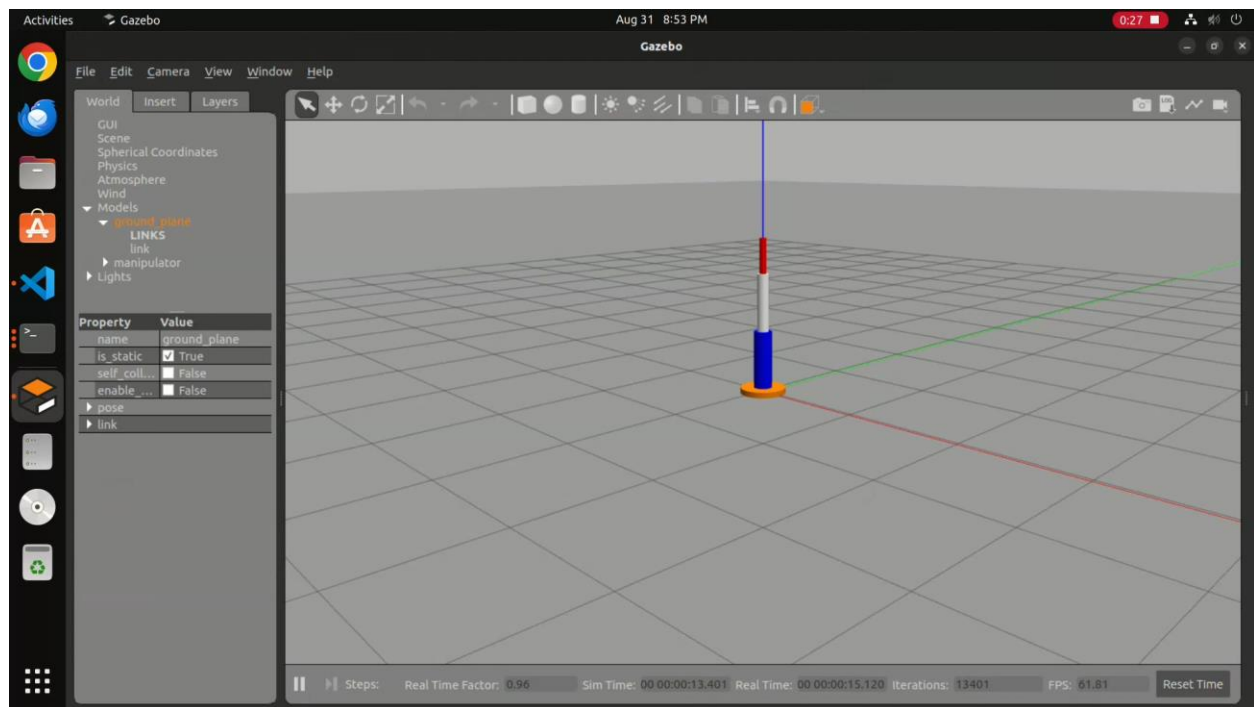 Activities Gazebo Aug 31 8:53 PM 0:27
Gazebo
File Edit Camera View Window Help
World Insert Layers
GUI
Scene
Spherical Coordinates
Physics
Atmosphere
Wind
Models
ground_plane
LINKS
link
manipulator
Lights
Property Value
name ground_plane
is_static True
self_coll... False
enable_... False
pose
link
Steps: Real Time Factor: 0.96 Sim Time: 00 00:00:13.401 Real Time: 00 00:00:15.120 Iterations: 13401 FPS: 61.81 Reset Time